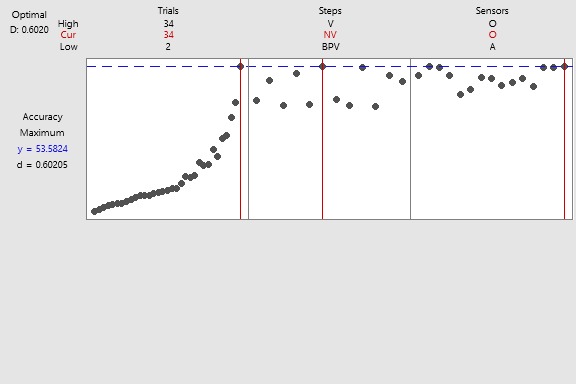 Optimal
D: 0.6020
High
Cur
Low
Trials
34
34
2
Steps
V
NV
BPV
Sensors
O
O
A
Accuracy
Maximum
y = 53.5824
d = 0.60205